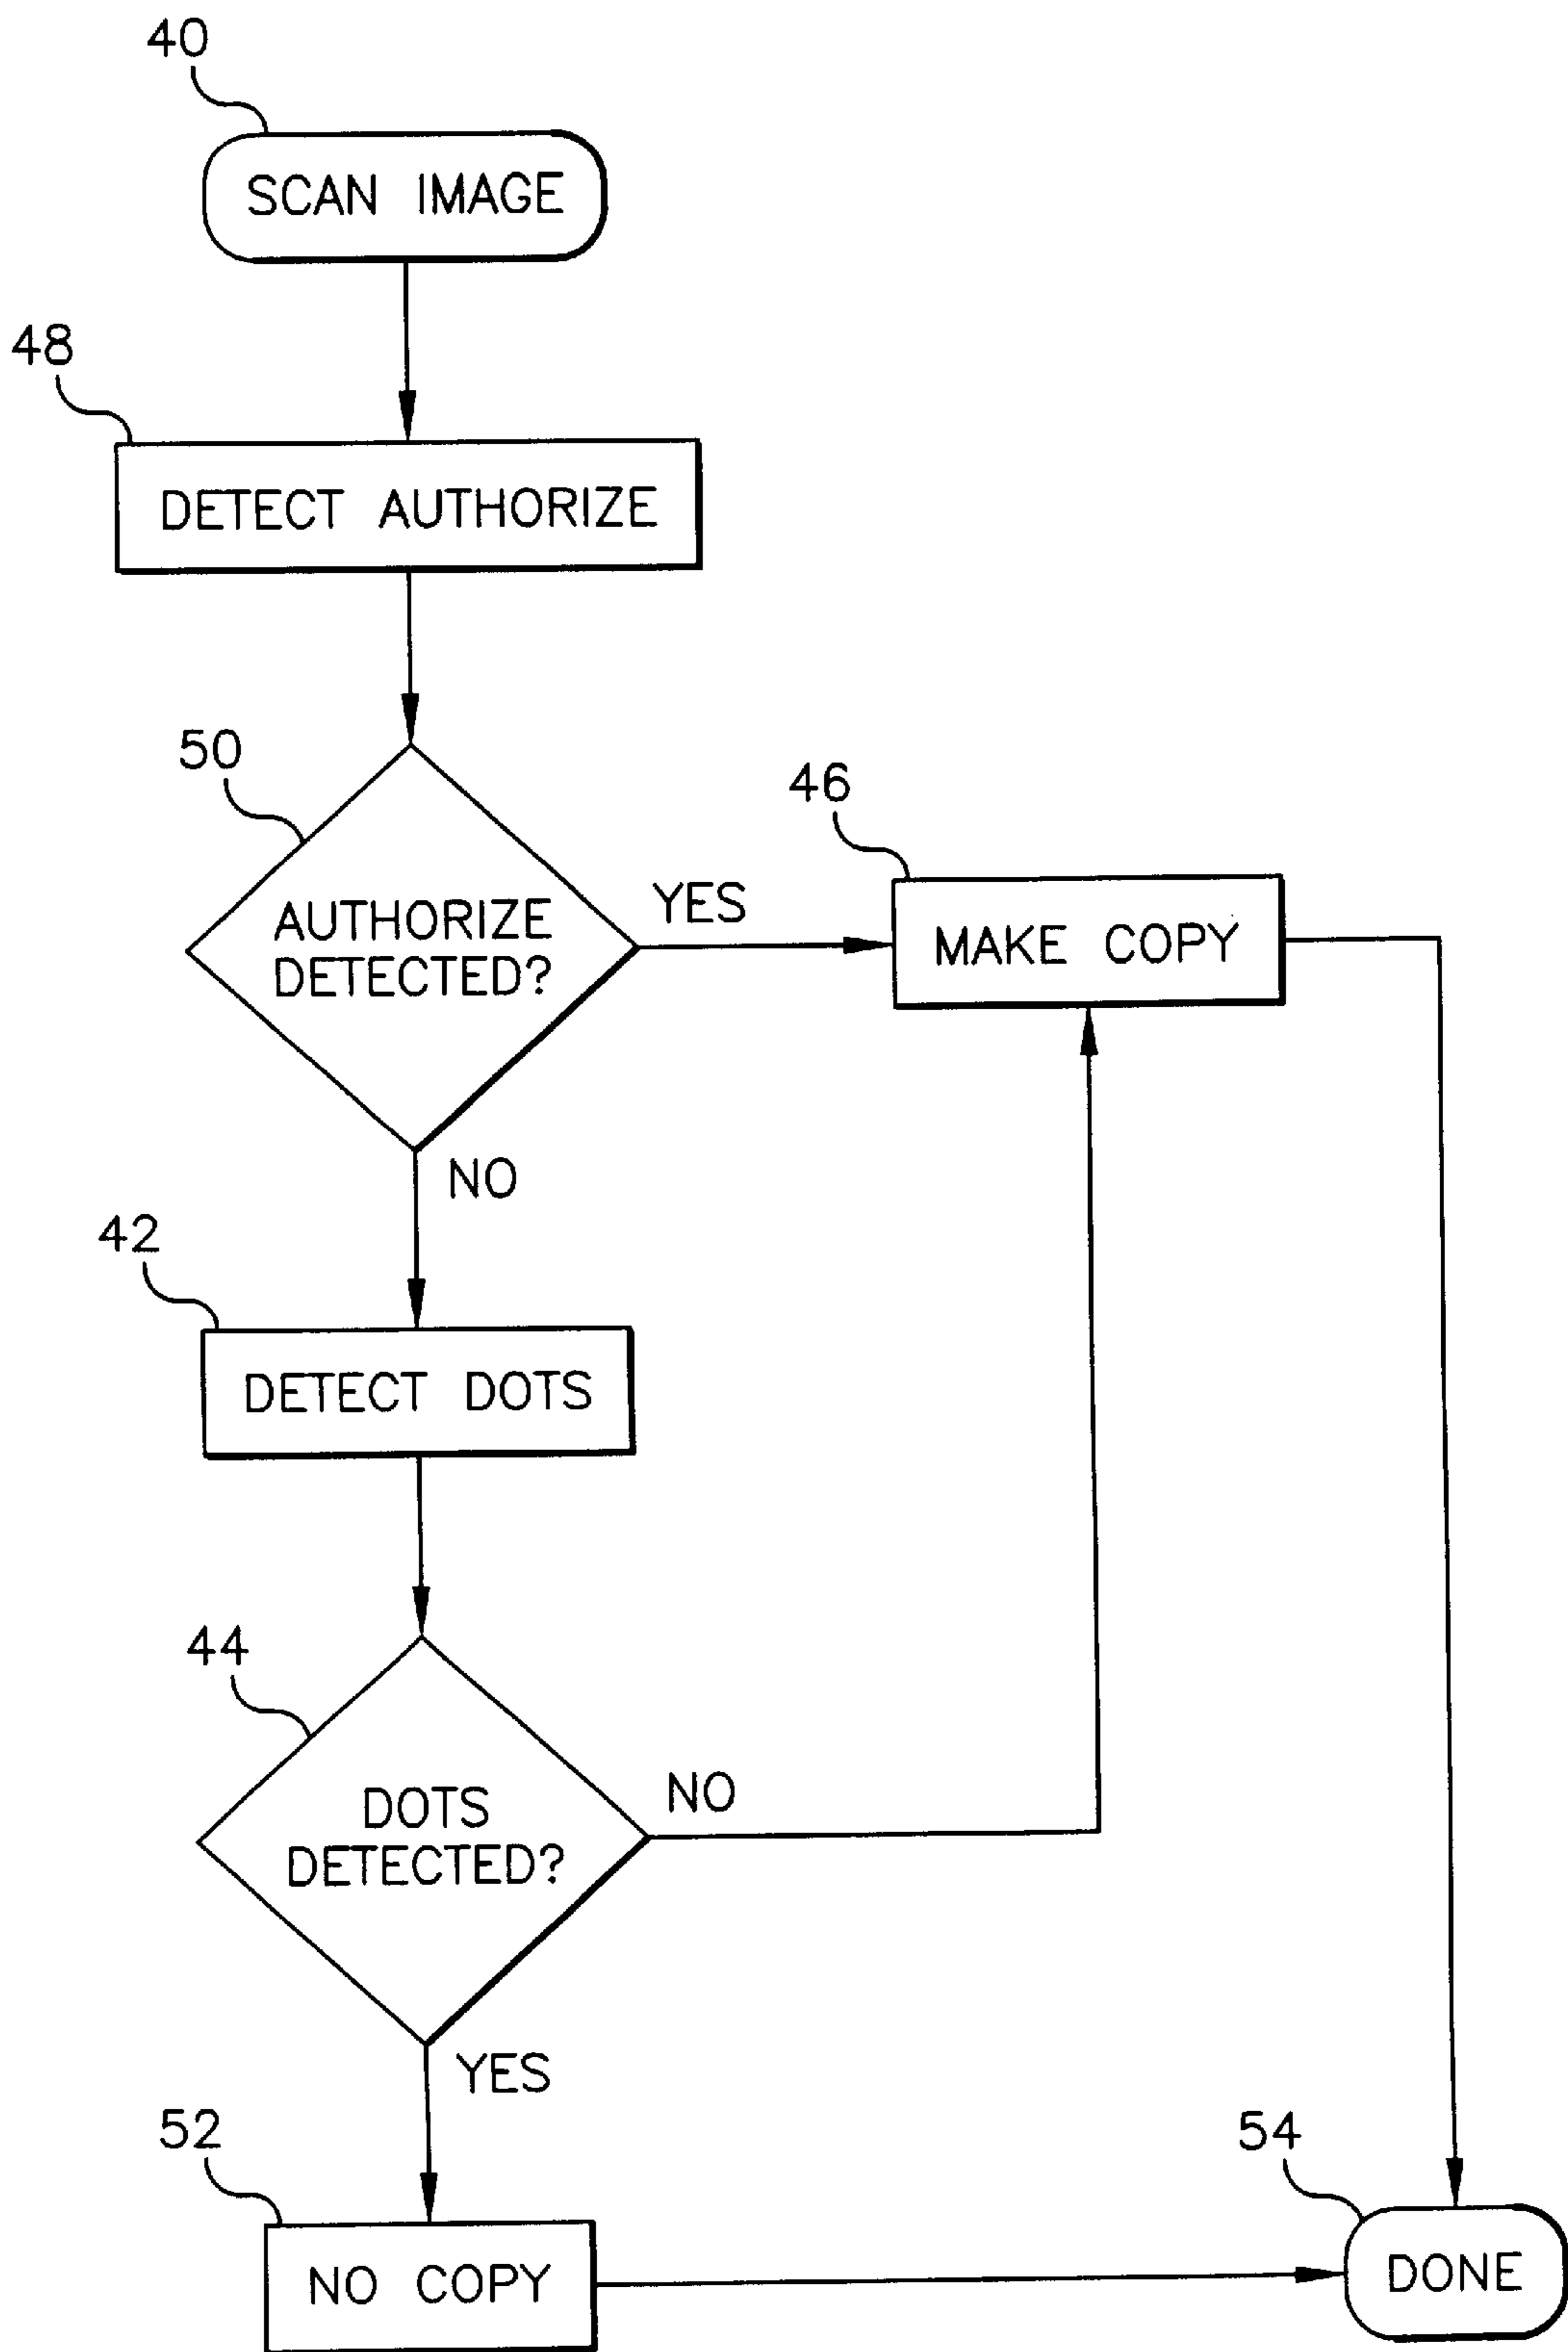 40
SCAN IMAGE
48
DETECT AUTHORIZE
50
AUTHORIZE
DETECTED?
YES
46
MAKE COPY
NO
42
DETECT DOTS
44
DOTS
DETECTED?
NO
YES
52
NO COPY
54
DONE